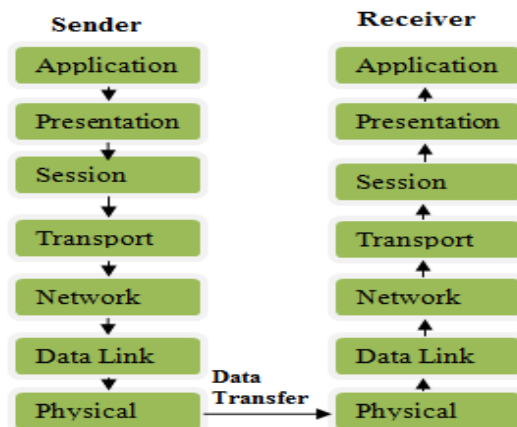 Sender
Application
Presentation
Session
Transport
Network
Data Link
Physical
Data
Transfer
Receiver
Application
Presentation
Session
Transport
Network
Data Link
Physical